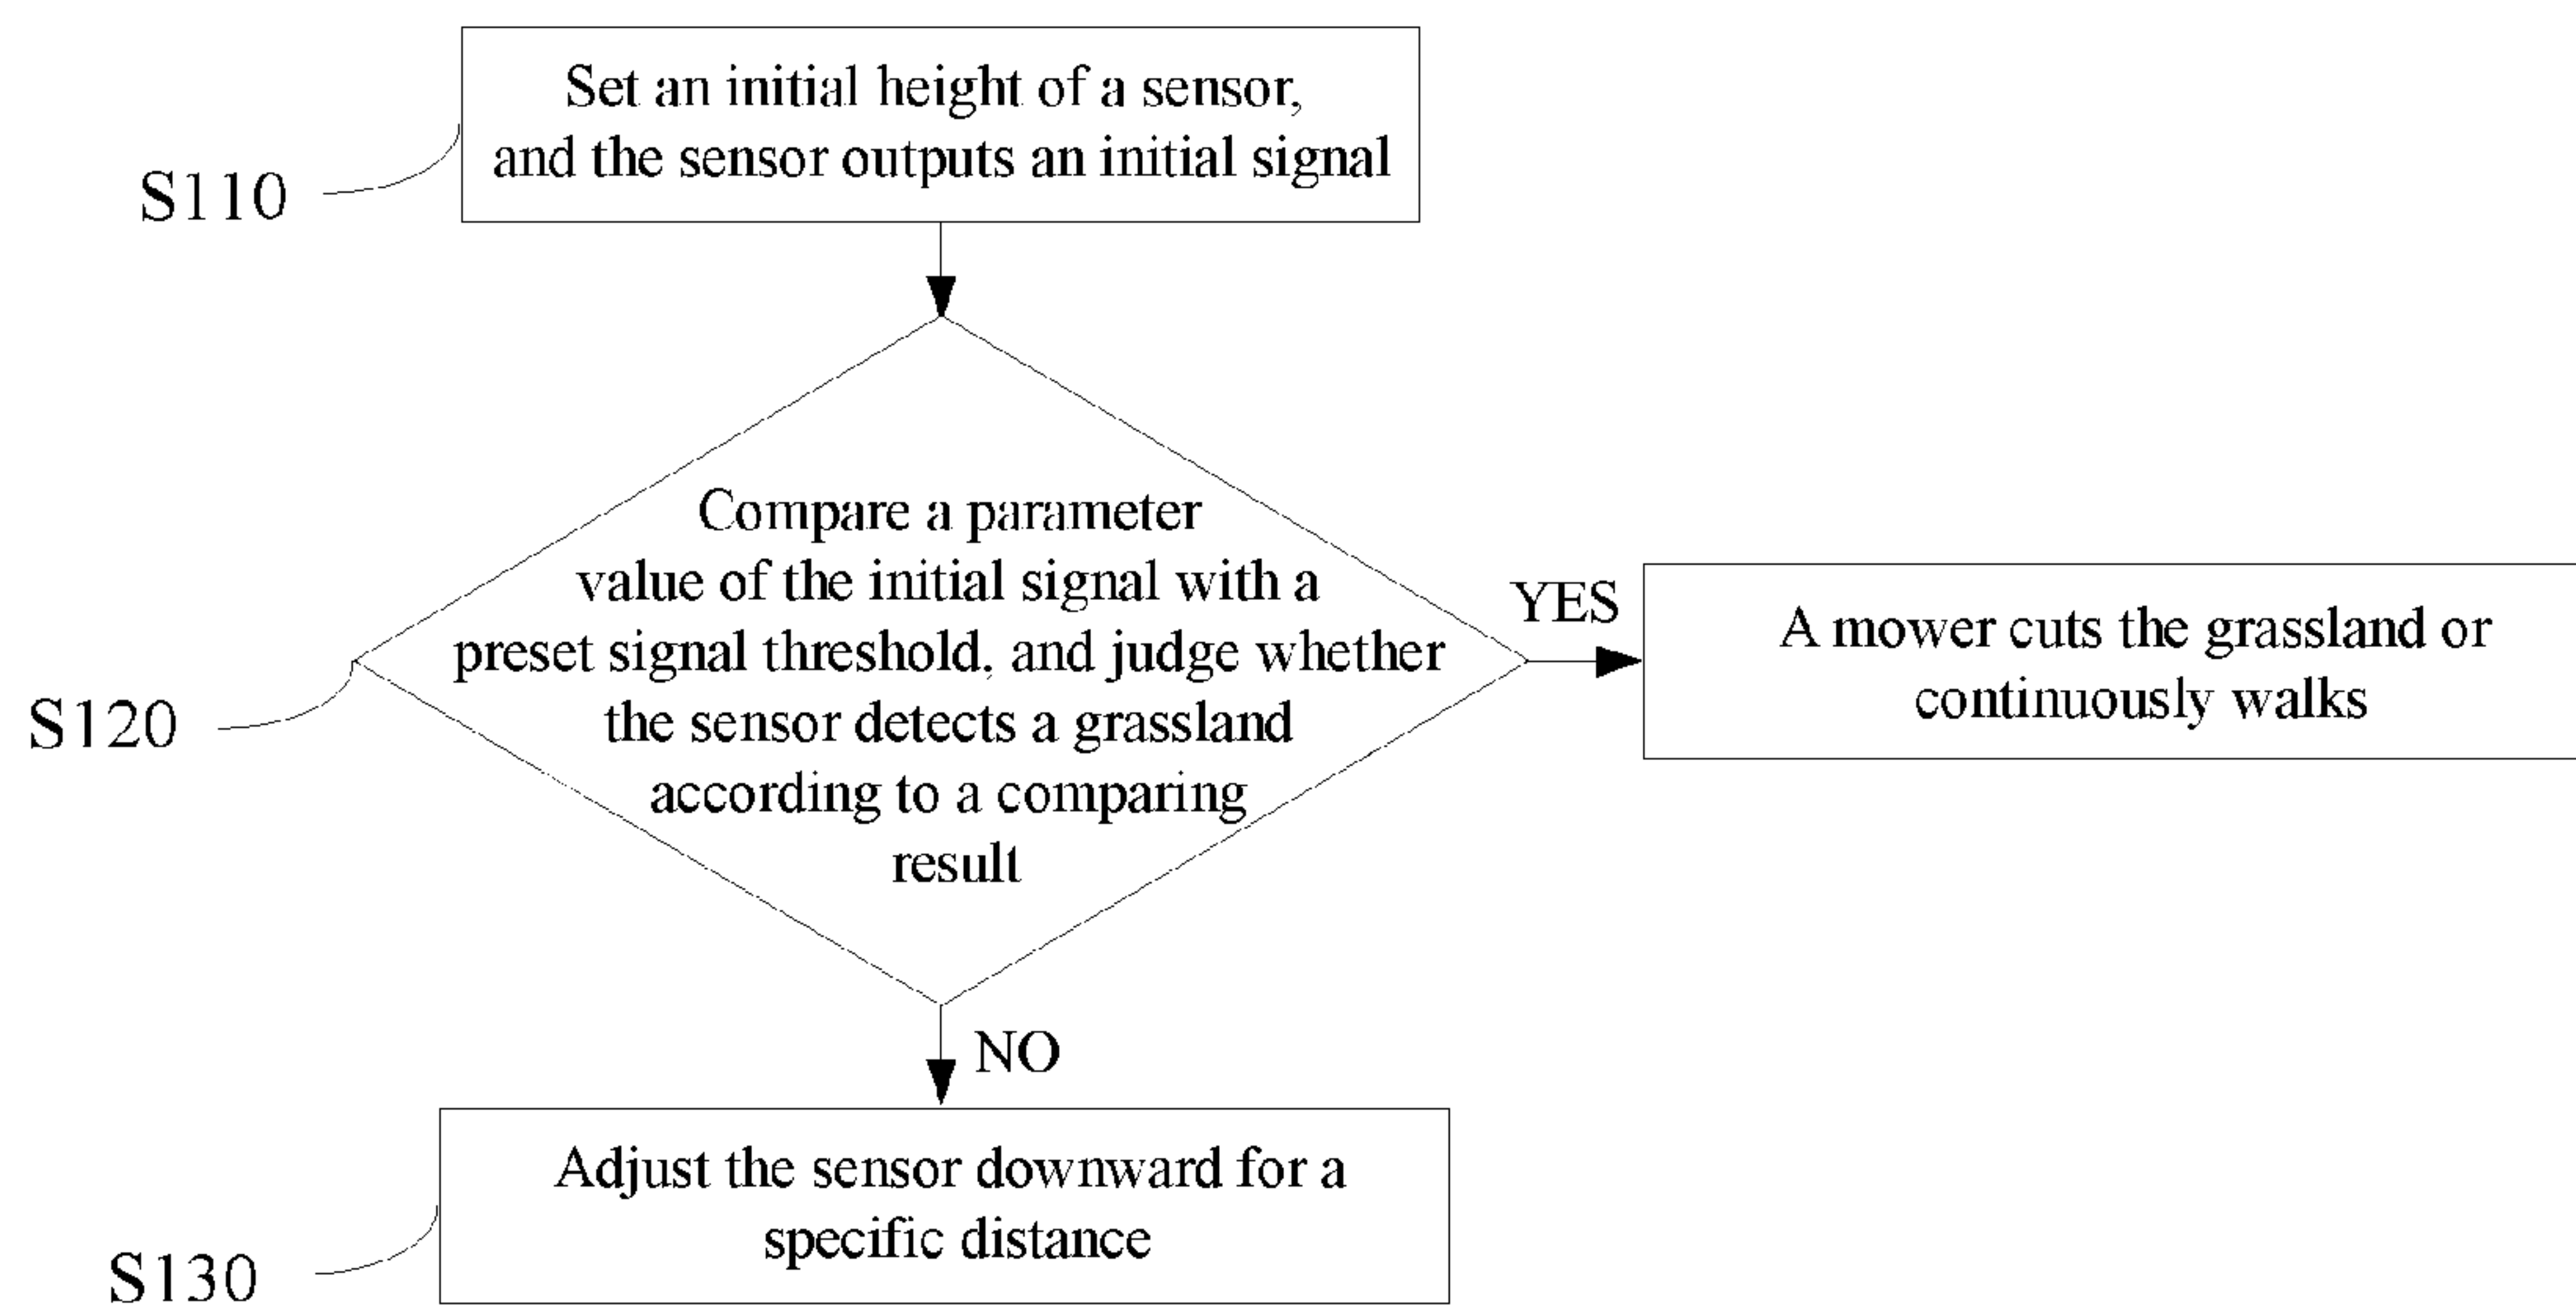 Set an initial height of a sensor,
and the sensor outputs an initial signal
S110
Compare a parameter
value of the initial signal with a
preset signal threshold, and judge whether
the sensor detects a grassland
according to a comparing
result
S120
YES
A mower cuts the grassland or
continuously walks
NO
Adjust the sensor downward for a
specific distance
S130